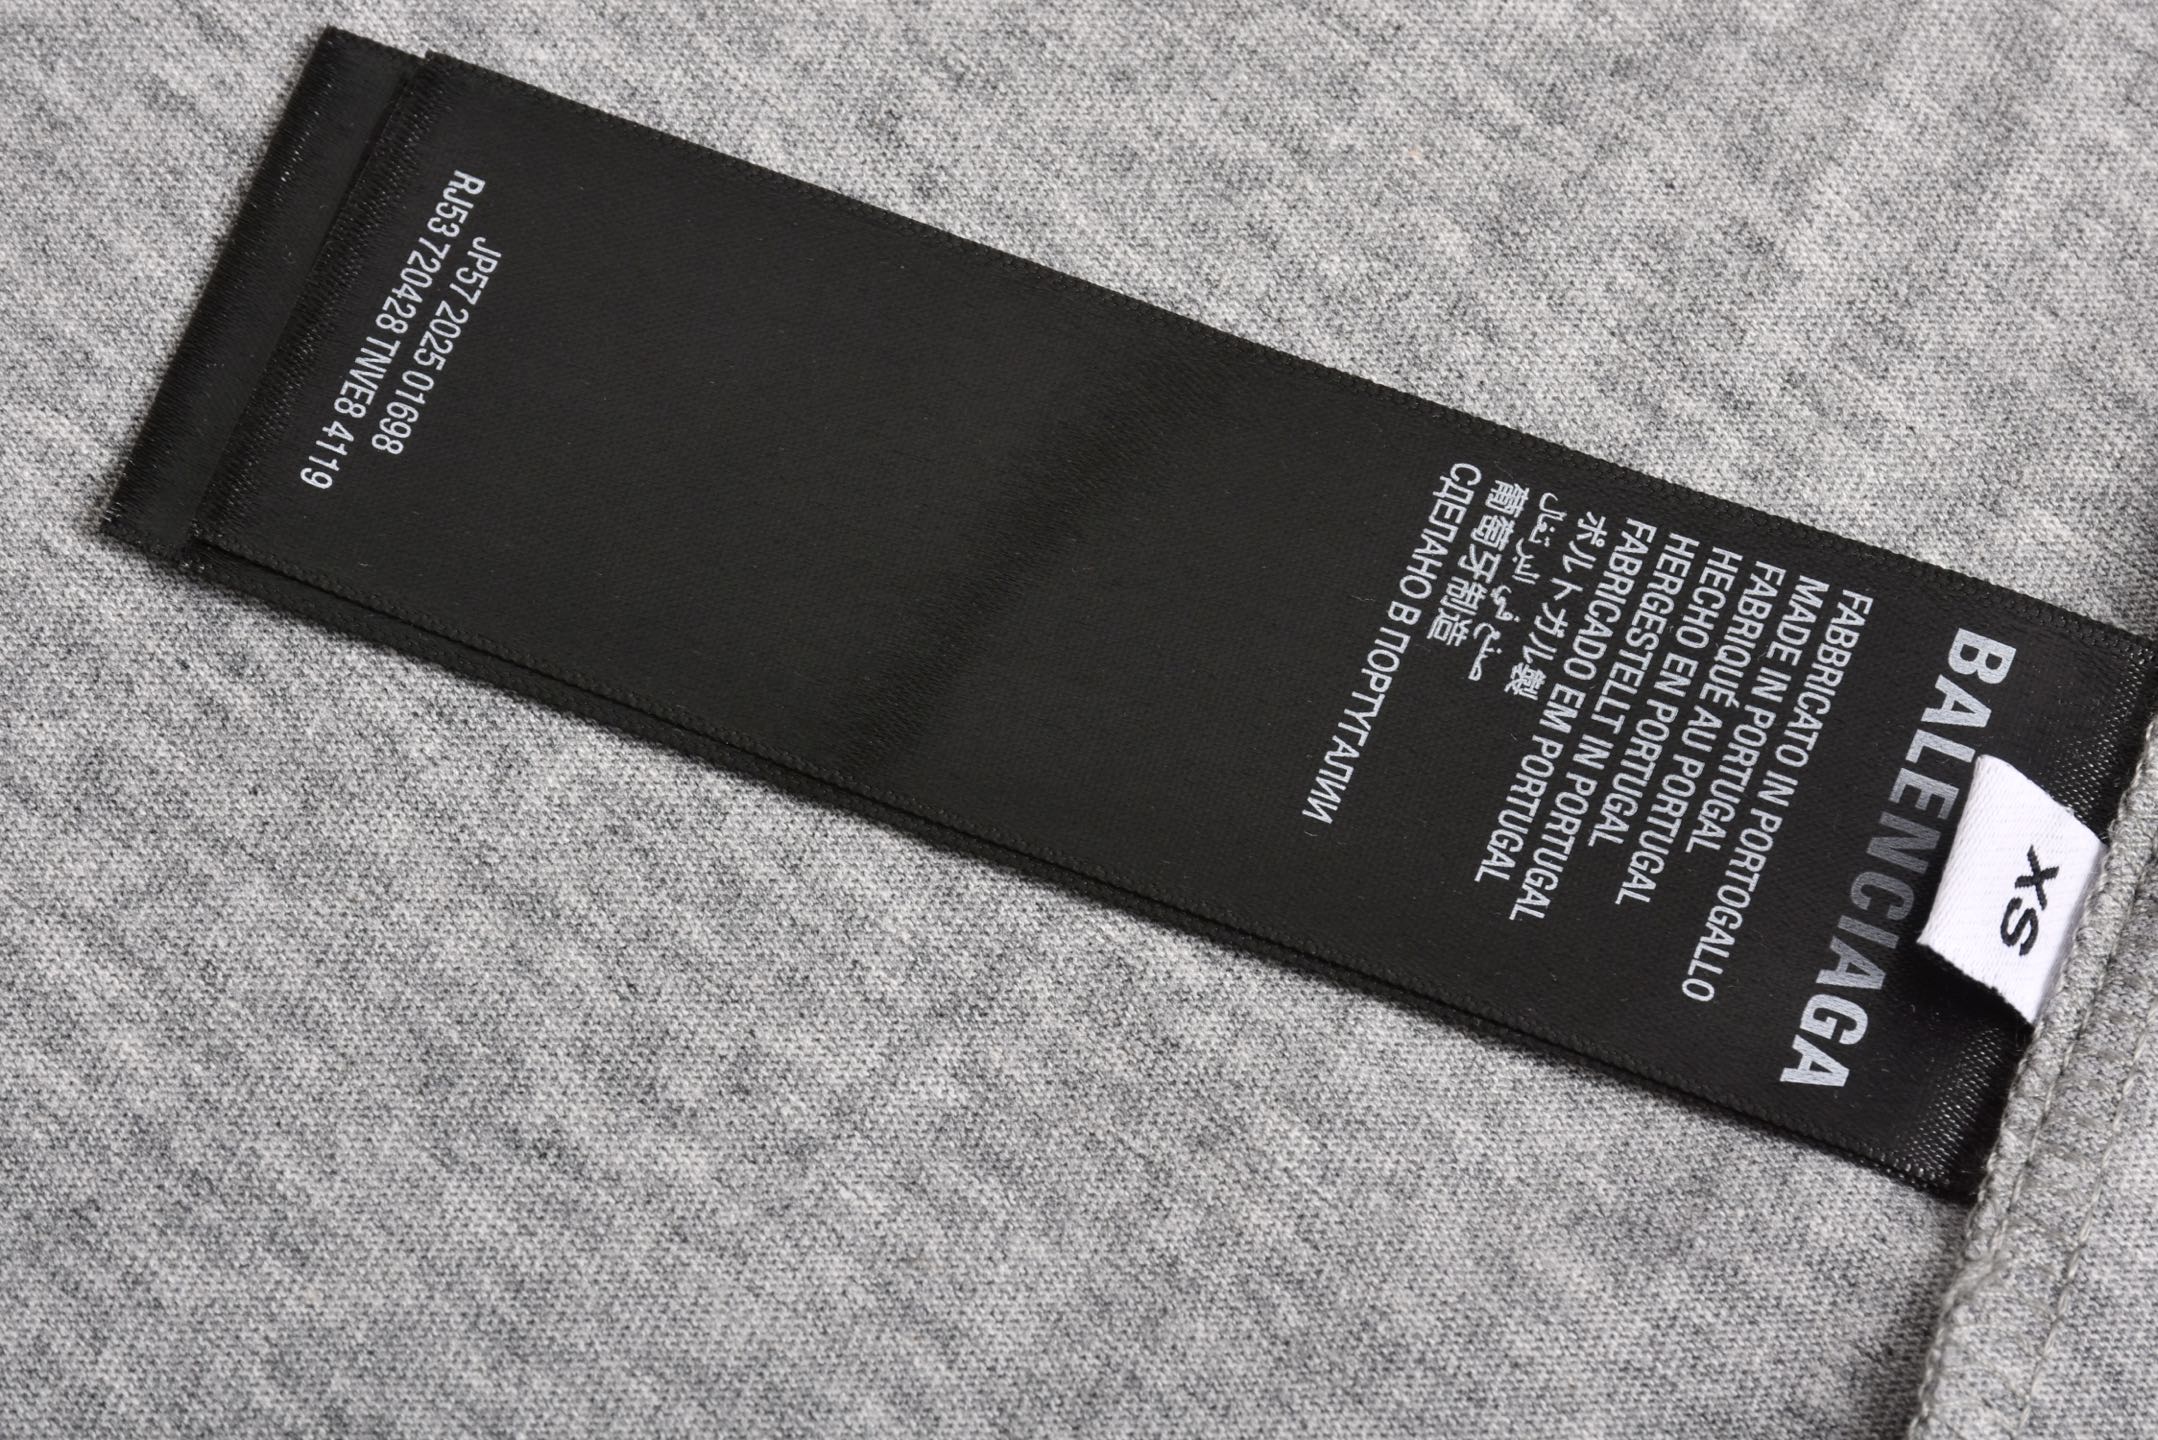 BALENCIAGA
XS
FABBRICATO IN PORTOGALLLO
MADE IN PORTUGAL
FABRIQUÉ AU PORTUGAL
HECHO EN PORTUGAL
HERGESTELLT IN PORTUGAL
FABRICADO EM PORTUGAL
ポルトガル製
صنت في البرتغال
葡萄牙制造
СДЕЛАНО В ПОРТУГАЛИИ
JP57 2025 01698
RJ53 720428 TNVE8 4119